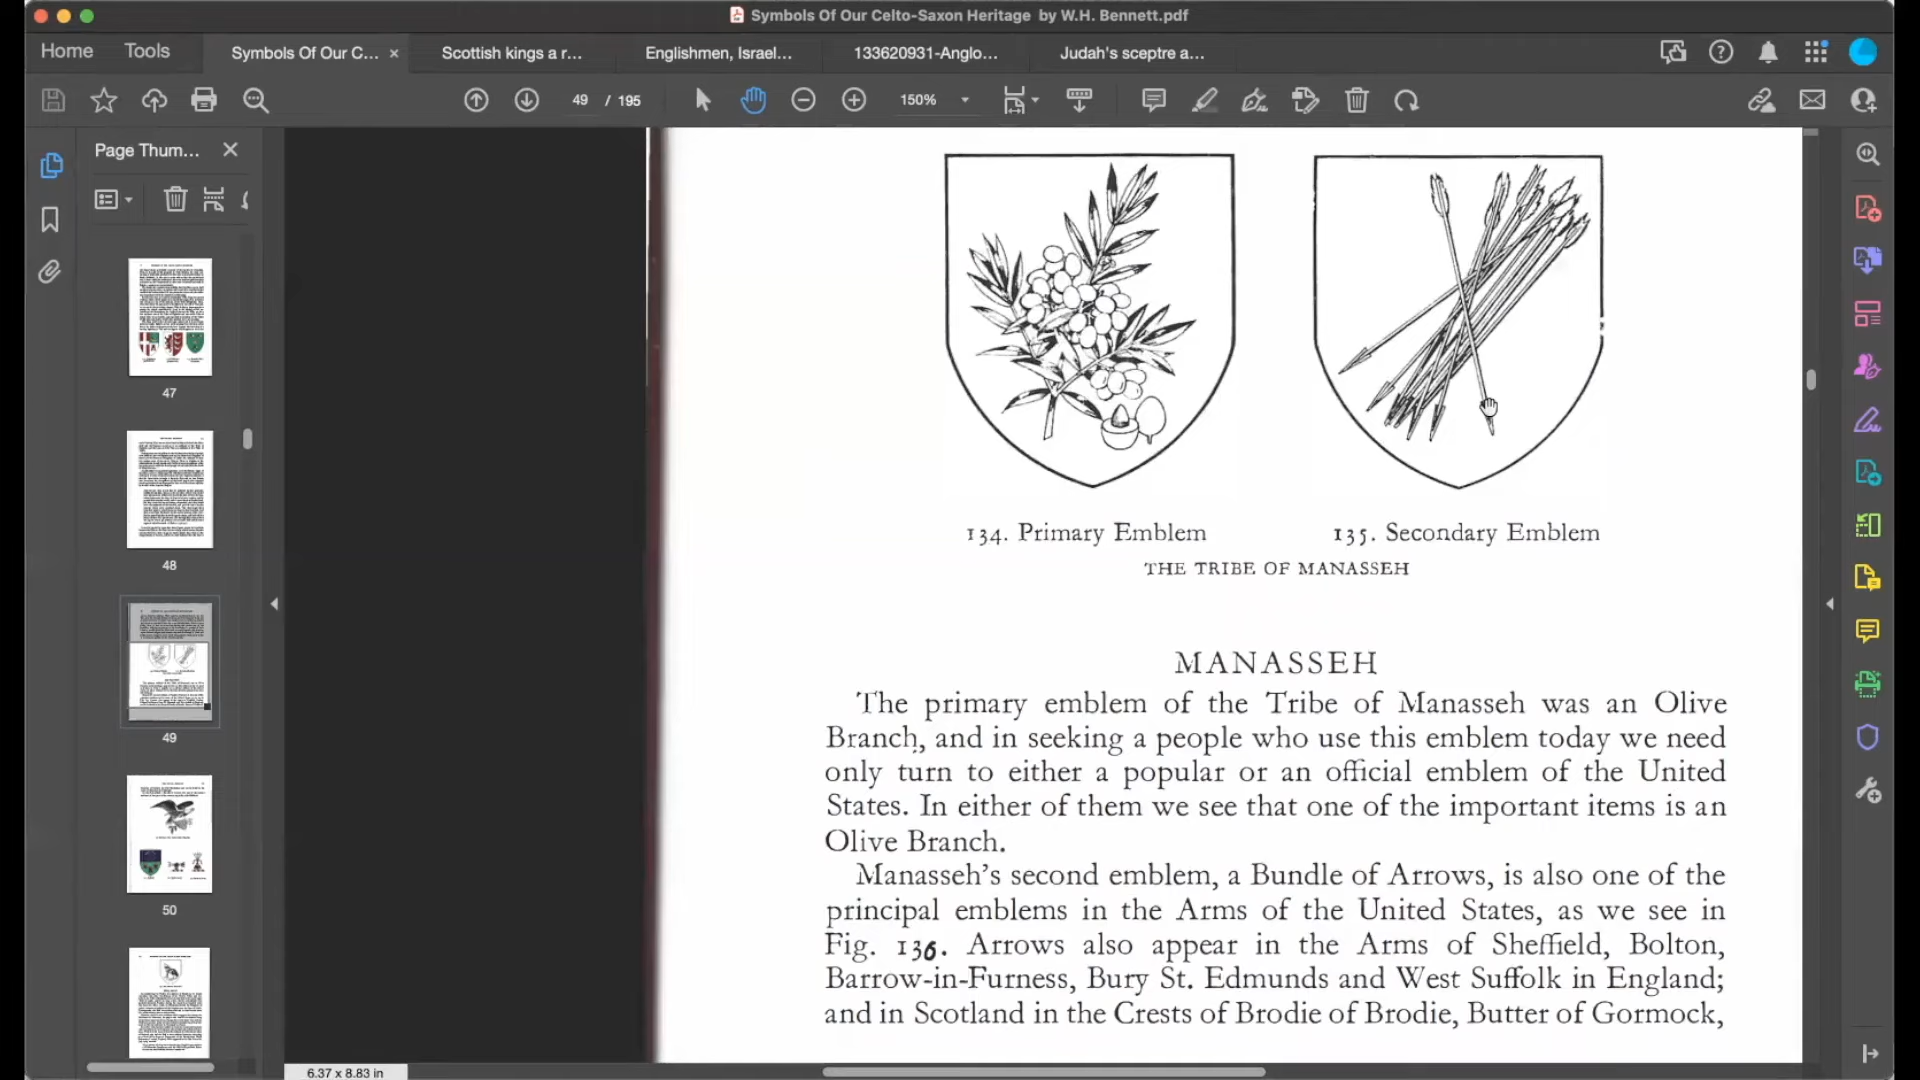 Symbols Of Our Celto-Saxon Heritage by W.H. Bennett.pdf
Home
Tools
Symbols Of Our C...
Scottish kings a r...
Englishmen, Israel...
133620931-Anglo...
Judah's sceptre a...
49 / 195
150%
Page Thum...
47
48
49
50
134. Primary Emblem
135. Secondary Emblem
THE TRIBE OF MANASSEH
MANASSEH
The primary emblem of the Tribe of Manasseh was an Olive
Branch, and in seeking a people who use this emblem today we need
only turn to either a popular or an official emblem of the United
States. In either of them we see that one of the important items is an
Olive Branch.
Manasseh's second emblem, a Bundle of Arrows, is also one of the
principal emblems in the Arms of the United States, as we see in
Fig. 136. Arrows also appear in the Arms of Sheffield, Bolton,
Barrow-in-Furness, Bury St. Edmunds and West Suffolk in England;
and in Scotland in the Crests of Brodie of Brodie, Butter of Gormock,
6.37 x 8.83 in